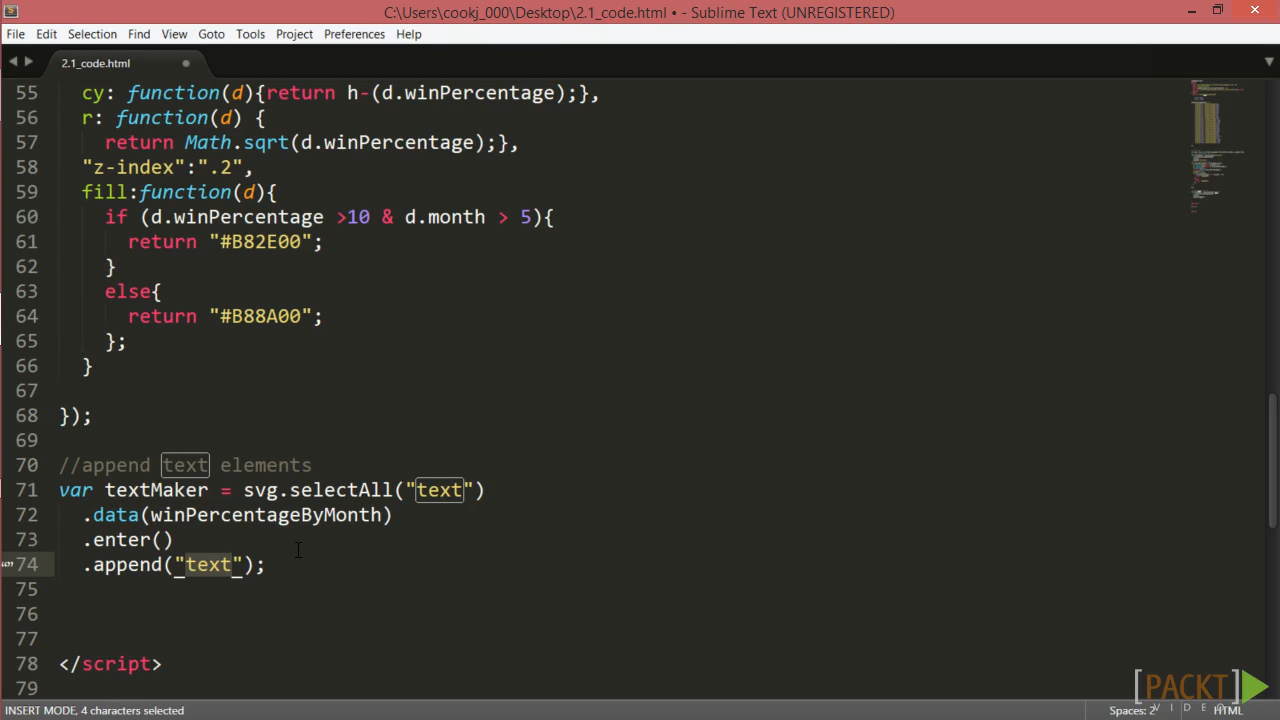 C:\Users\cookj_000\Desktop\2.1_code.html • - Sublime Text (UNREGISTERED)
File Edit Selection Find View Goto Tools Project Preferences Help
2.1_code.html
55 cy: function(d){return h-(d.winPercentage);},
56 r: function(d) {
57 return Math.sqrt(d.winPercentage);},
58 "z-index":".2",
59 fill:function(d){
60 if (d.winPercentage >10 & d.month > 5){
61 return "#B82E00";
62 }
63 else{
64 return "#B88A00";
65 };
66 }
67
68 });
69
70 //append text elements
71 var textMaker = svg.selectAll("text")
72 .data(winPercentageByMonth)
73 .enter()
74 .append("text");
75
76
77
78 </script>
79
[PACKT]
VIDEO
INSERT MODE, 4 characters selected Spaces: 2 HTML